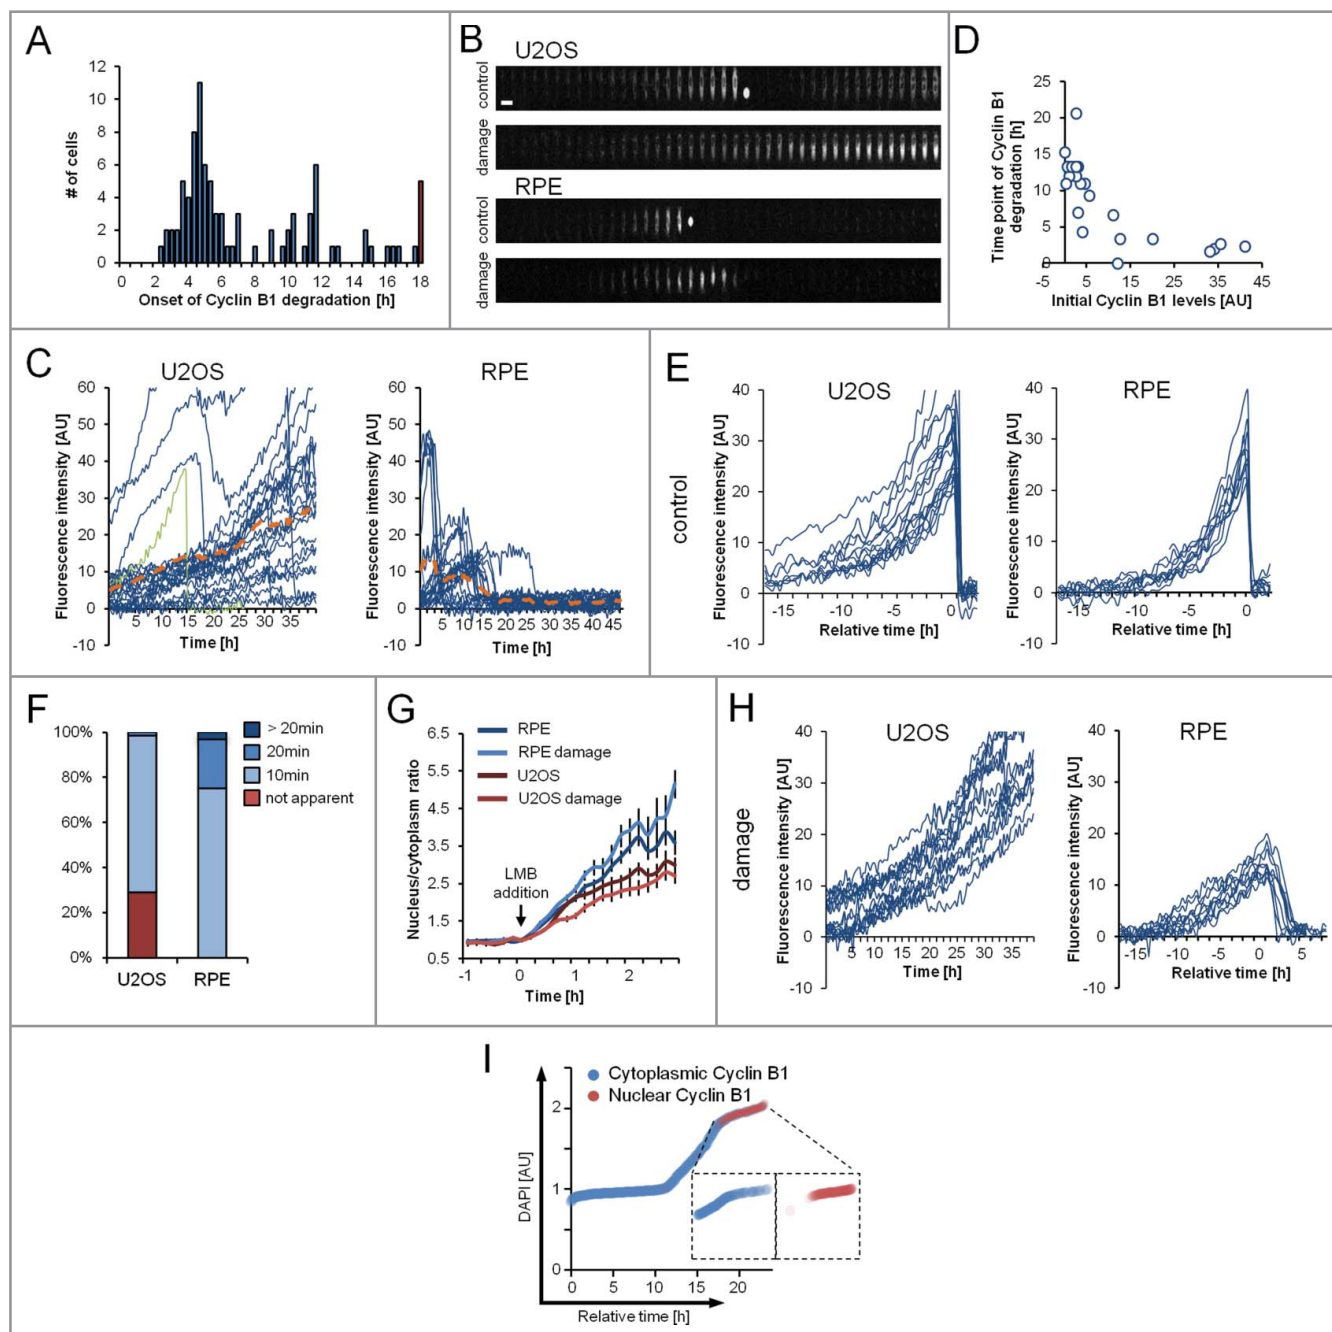 A
12
10
8
6
4
2
0
# of cells
0 2 4 6 8 10 12 14 16 18
Onset of Cyclin B1 degradation [h]
B
U2OS
control
damage
RPE
control
damage
D
25
20
15
10
5
0
Time point of Cyclin B1
degradation [h]
-5 5 15 25 35 45
Initial Cyclin B1 levels [AU]
C
U2OS
60
50
40
30
20
10
0
-10
Fluorescence intensity [AU]
5 10 15 20 25 30 35
Time [h]
RPE
60
50
40
30
20
10
0
-10
Fluorescence intensity [AU]
5 10 15 20 25 30 35 40 45
Time [h]
E
control
U2OS
40
30
20
10
0
-10
Fluorescence intensity [AU]
-15 -10 -5 0
Relative time [h]
RPE
40
30
20
10
0
-10
Fluorescence intensity [AU]
-15 -10 -5 0
Relative time [h]
F
100%
80%
60%
40%
20%
0%
U2OS RPE
> 20min
20min
10min
not apparent
G
6.5
5.5
4.5
3.5
2.5
1.5
0.5
Nucleus/cytoplasm ratio
RPE
RPE damage
U2OS
U2OS damage
LMB
addition
-1 0 1 2
Time [h]
H
damage
U2OS
40
30
20
10
0
-10
Fluorescence intensity [AU]
5 10 15 20 25 30 35
Time [h]
RPE
40
30
20
10
0
-10
Fluorescence intensity [AU]
-15 -10 -5 0 5
Relative time [h]
I
Cytoplasmic Cyclin B1
Nuclear Cyclin B1
2
1
0
DAPI [AU]
0 5 10 15 20
Relative time [h]